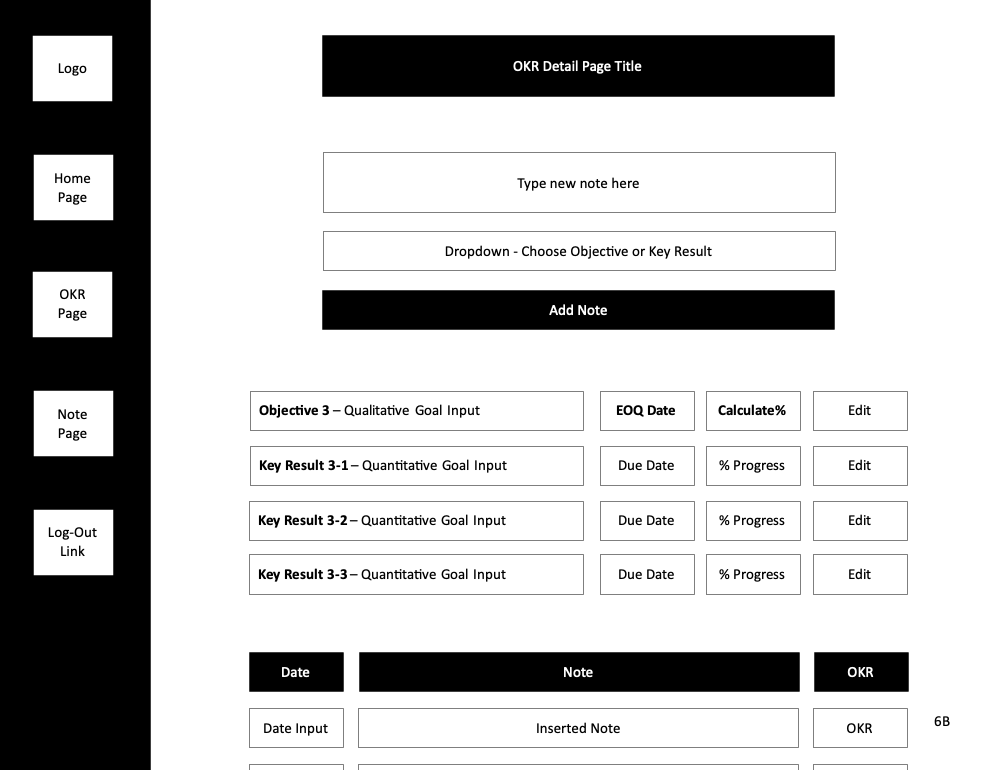 Logo
Home
Page
OKR
Page
Note
Page
Log-Out
Link
OKR Detail Page Title
Type new note here
Dropdown - Choose Objective or Key Result
Add Note
Objective 3 – Qualitative Goal Input EOQ Date Calculate% Edit
Key Result 3-1 – Quantitative Goal Input Due Date % Progress Edit
Key Result 3-2 – Quantitative Goal Input Due Date % Progress Edit
Key Result 3-3 – Quantitative Goal Input Due Date % Progress Edit
Date Note OKR
Date Input Inserted Note OKR
6B